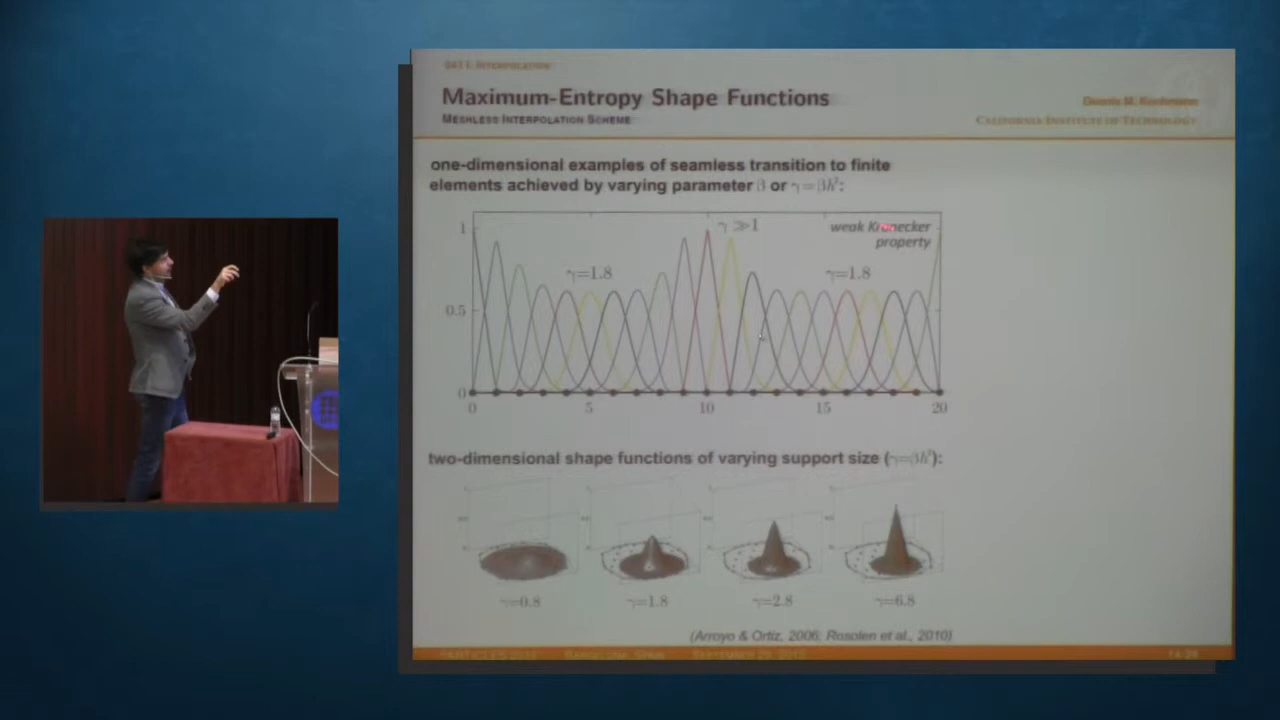 Maximum-Entropy Shape Functions
Meshless Interpolation Scheme
Dennis M. Kochmann
California Institute of Technology
one-dimensional examples of seamless transition to finite
elements achieved by varying parameter β or γ=βh²:
1
0.5
0
γ≫1
weak Kronecker
property
γ=1.8
γ=1.8
0 5 10 15 20
two-dimensional shape functions of varying support size (γ=βh²):
γ=0.8
γ=1.8
γ=2.8
γ=6.8
(Arroyo & Ortiz, 2006; Rosolen et al., 2010)
Barcelona, Spain